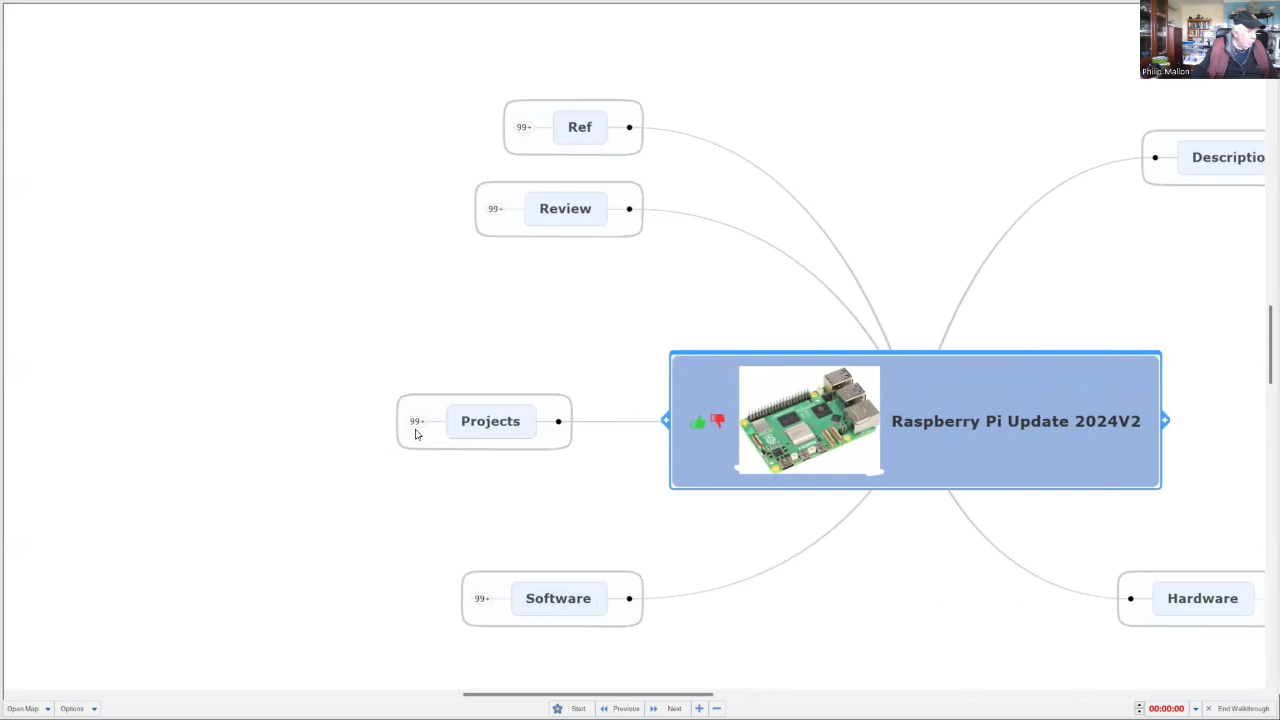 Philip Mallon
99+ Ref
Descriptio
99+ Review
99+ Projects
Raspberry Pi Update 2024V2
99+ Software
Hardware
Open Map Options Start Previous Next 00:00:00 End Walkthrough